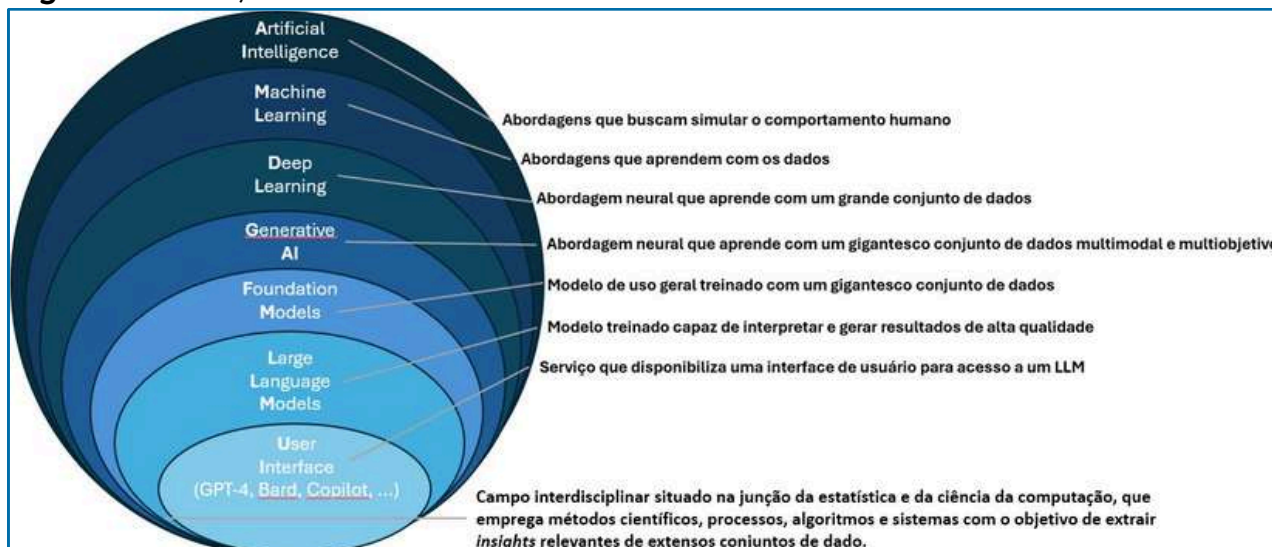 Artificial
Intelligence
Machine
Learning
Deep
Learning
Generative
AI
Foundation
Models
Large
Language
Models
User
Interface
(GPT-4, Bard, Copilot, ...)
Abordagens que buscam simular o comportamento humano
Abordagens que aprendem com os dados
Abordagem neural que aprende com um grande conjunto de dados
Abordagem neural que aprende com um gigantesco conjunto de dados multimodal e multiobjetivo
Modelo de uso geral treinado com um gigantesco conjunto de dados
Modelo treinado capaz de interpretar e gerar resultados de alta qualidade
Serviço que disponibiliza uma interface de usuário para acesso a um LLM
Campo interdisciplinar situado na junção da estatística e da ciência da computação, que
emprega métodos científicos, processos, algoritmos e sistemas com o objetivo de extrair
insights relevantes de extensos conjuntos de dado.